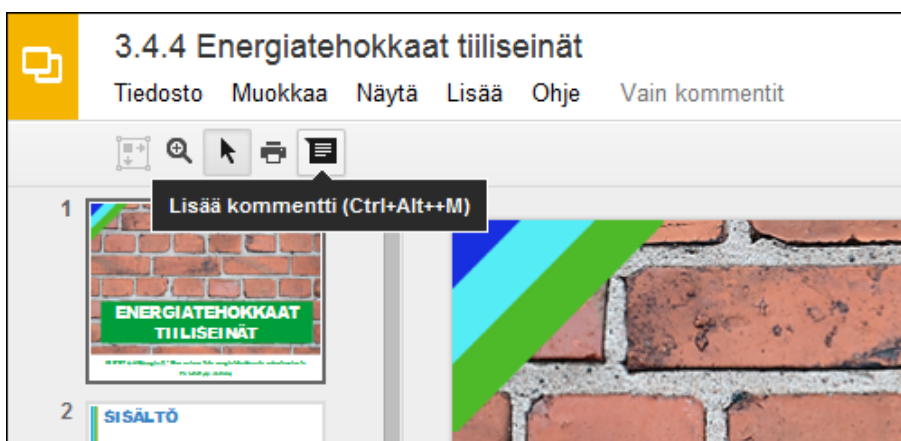 3.4.4 Energiatehokkaat tiiliseinät
Tiedosto Muokkaa Näytä Lisää Ohje Vain kommentit
Lisää kommentti (Ctrl+Alt++M)
1
ENERGIATEHOKKAAT
TIILISEINÄT
2
SISÄLTÖ